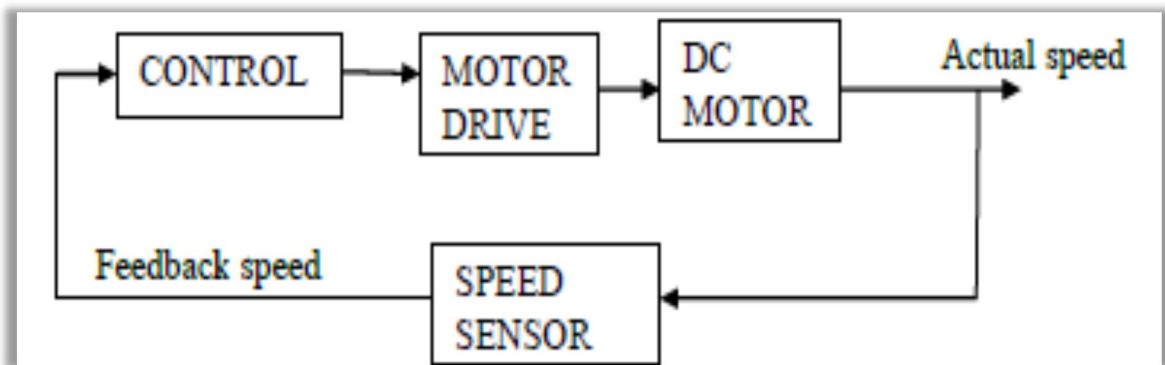 CONTROL
MOTOR
DRIVE
DC
MOTOR
Actual speed
Feedback speed
SPEED
SENSOR